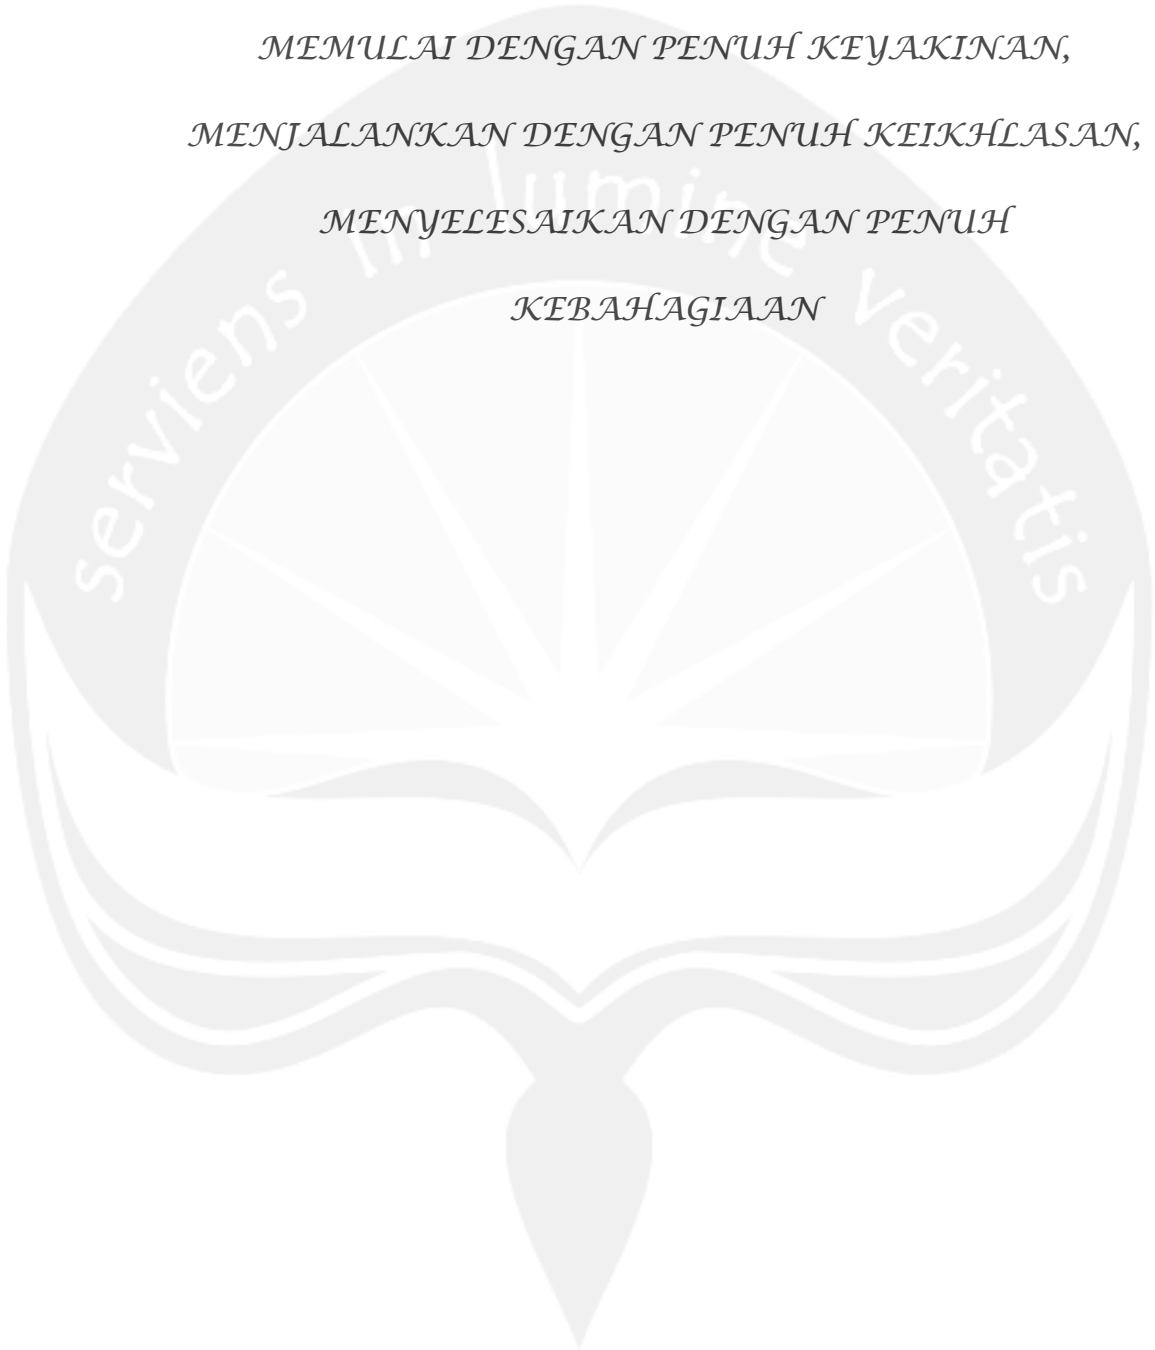 MEMULAI DENGAN PENUH KEYAKINAN,
MENJALANKAN DENGAN PENUH KEIKHLASAN,
MENYELESAIKAN DENGAN PENUH
KEBAHAGIAAN
serviens in lumine veritatis